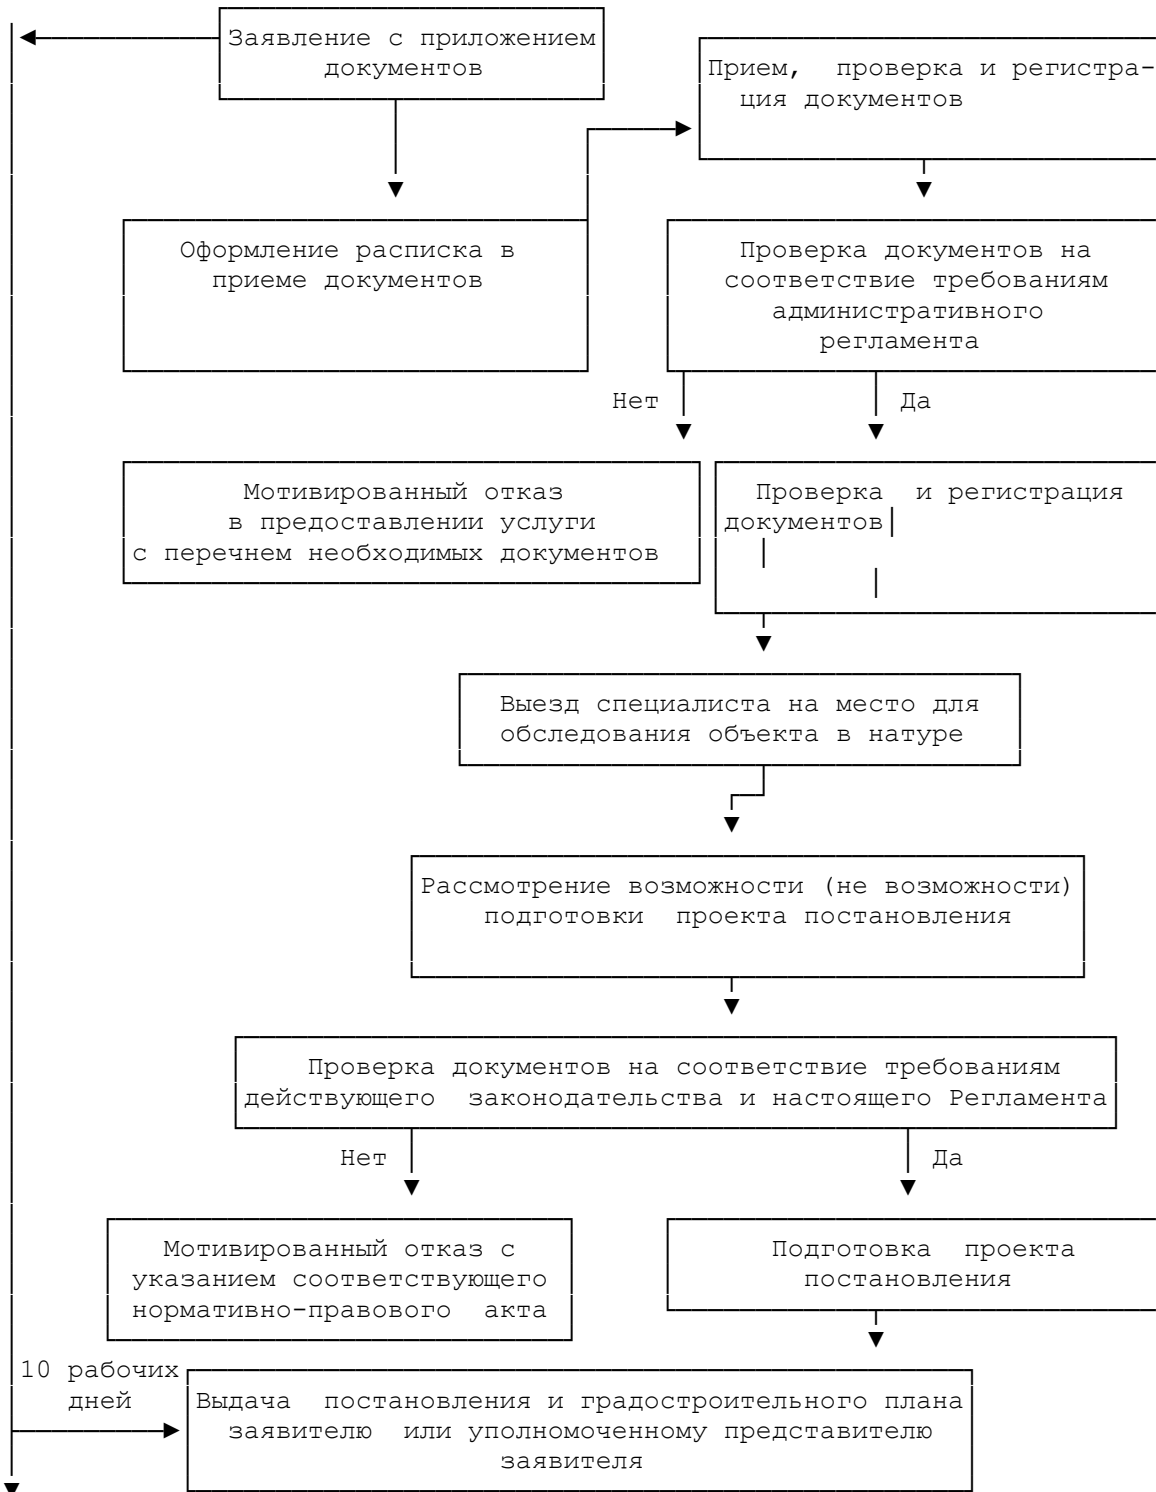 Заявление с приложением
документов
Прием, проверка и регистра-
ция документов
Оформление расписка в
приеме документов
Проверка документов на
соответствие требованиям
административного
регламента
Нет
Да
Мотивированный отказ
в предоставлении услуги
с перечнем необходимых документов
Проверка и регистрация
документов
Выезд специалиста на место для
обследования объекта в натуре
Рассмотрение возможности (не возможности)
подготовки проекта постановления
Проверка документов на соответствие требованиям
действующего законодательства и настоящего Регламента
Нет
Да
Мотивированный отказ с
указанием соответствующего
нормативно-правового акта
Подготовка проекта
постановления
10 рабочих
дней
Выдача постановления и градостроительного плана
заявителю или уполномоченному представителю
заявителя